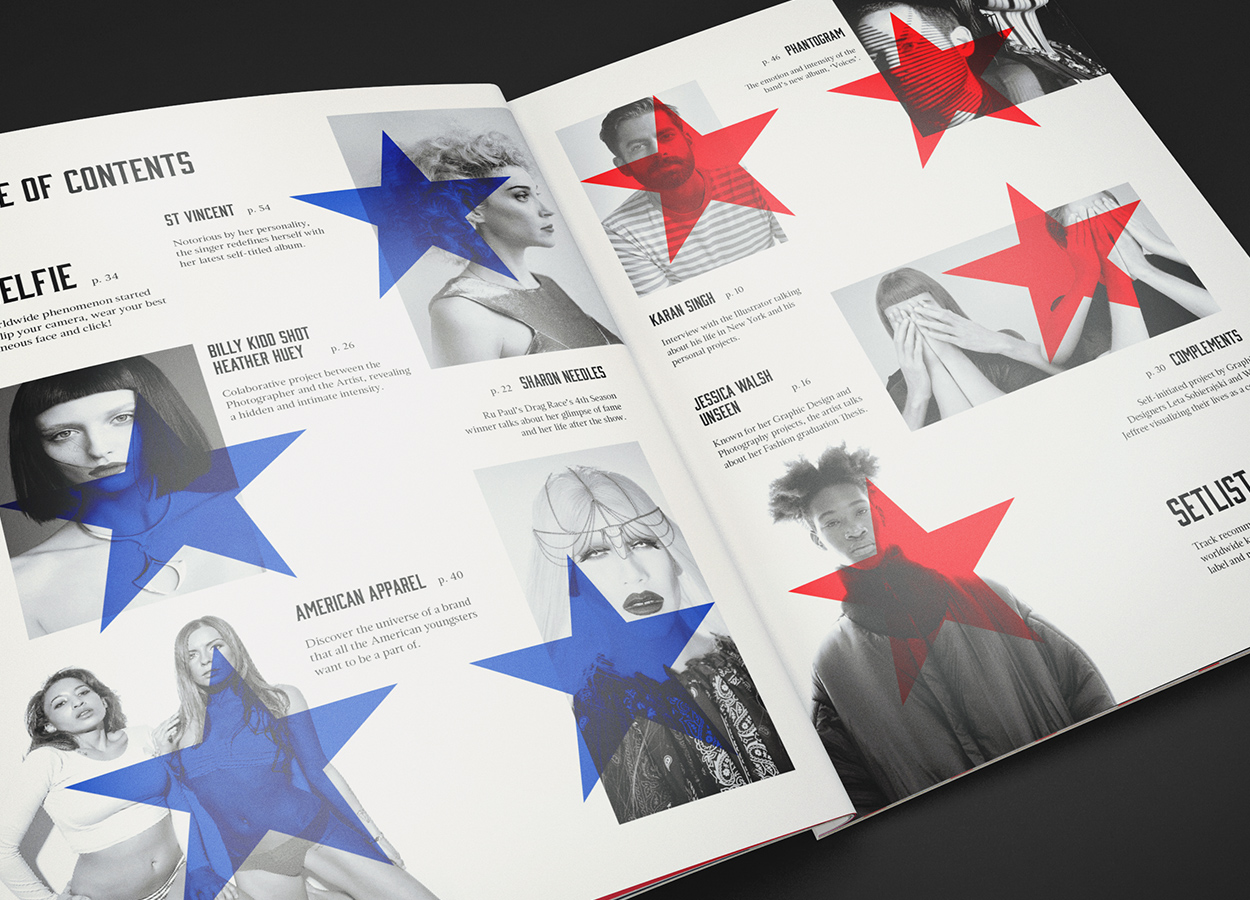 E OF CONTENTS
ELFIE p. 34
worldwide phenomenon started
your camera, wear your best
face and click!
ST VINCENT p. 54
Notorious by her personality,
the singer redefines herself with
her latest self-titled album.
BILLY KIDD SHOT
HEATHER HUEY p. 26
Colaborative project between the
Photographer and the Artist, revealing
a hidden and intimate intensity.
p. 22 SHARON NEEDLES
Ru Paul's Drag Race's 4th Season
winner talks about her glimpse of fame
and her life after the show.
AMERICAN APPAREL p. 40
Discover the universe of a brand
that all the American youngsters
want to be a part of.
p. 46 PHANTOGRAM
The emotion and intensity of the
band's new album, 'Voices'.
KARAN SINGH p. 10
Interview with the Illustrator talking
about his life in New York and his
personal projects.
JESSICA WALSH
UNSEEN p. 16
Known for her Graphic Design and
Photography projects, the artist talks
about her Fashion graduation Thesis.
p. 30 COMPLEMENTS
Self-initiated project by Graphic
Designers Leta Sobierajski and W
Jeffree visualizing their lives as a
SETLIST
Track recomm
worldwide k
label and